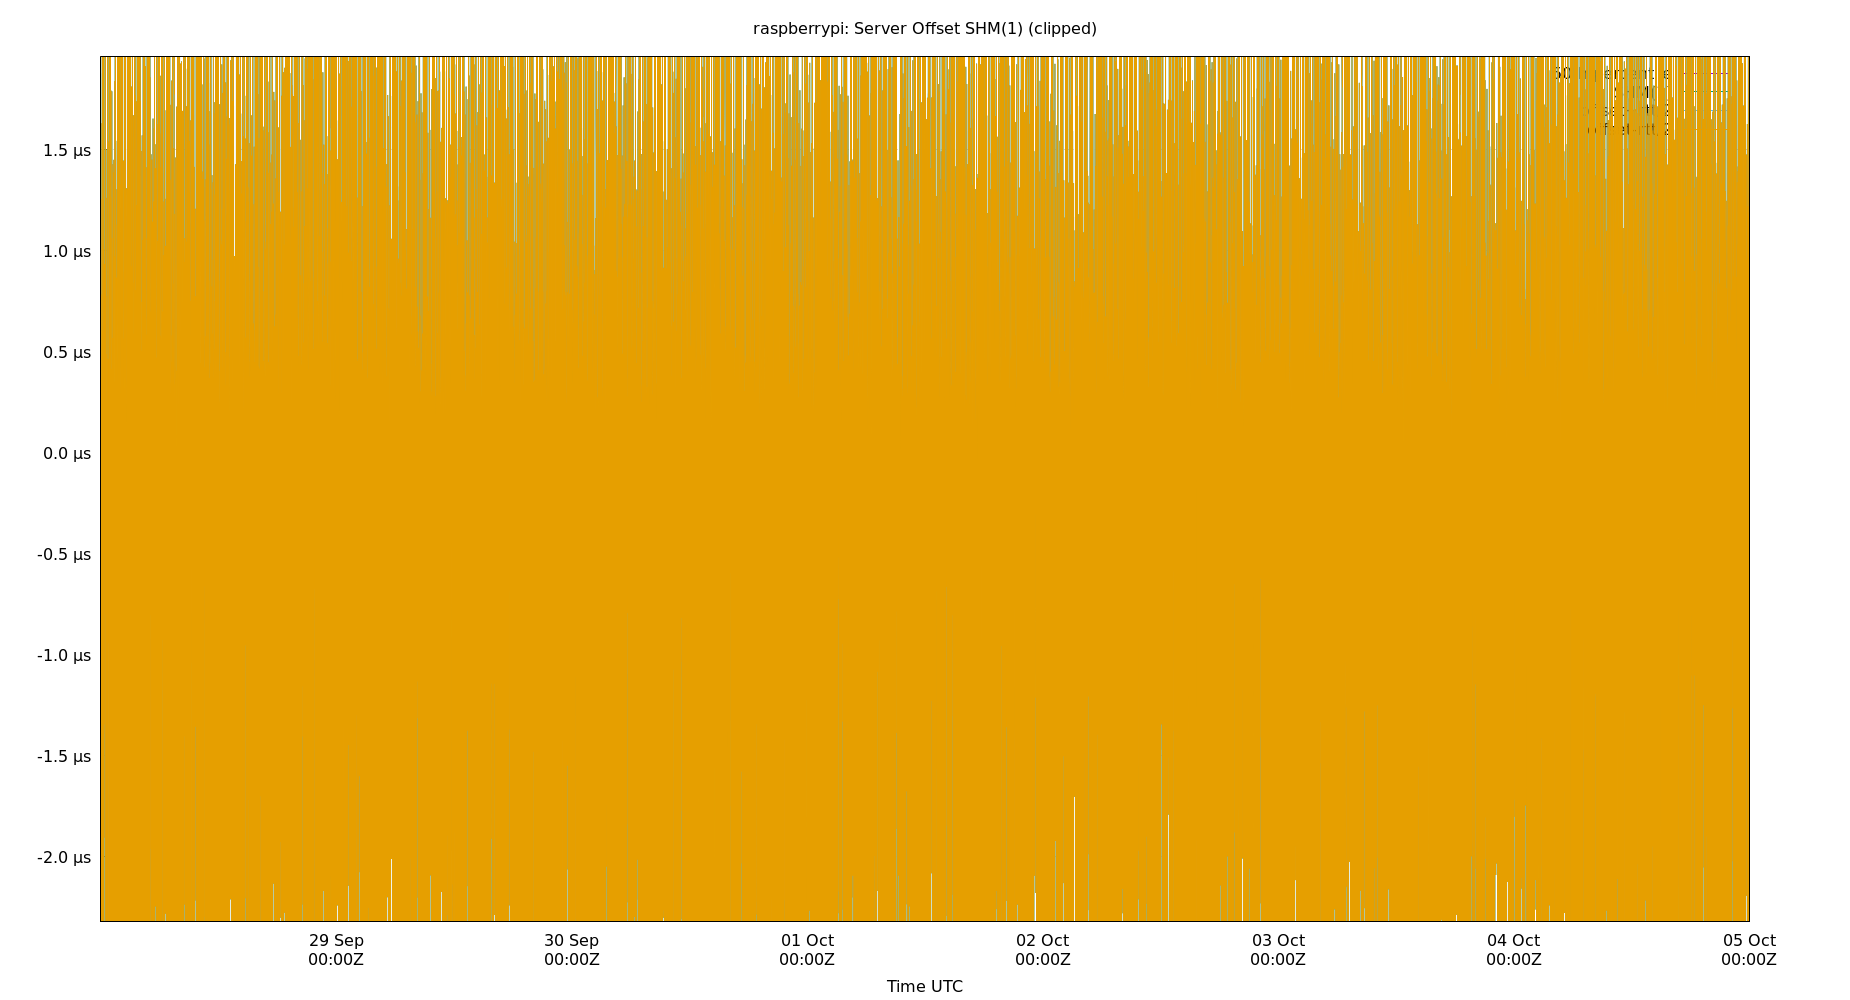 raspberrypi: Server Offset SHM(1) (clipped)
1.5 µs
1.0 µs
0.5 µs
0.0 µs
-0.5 µs
-1.0 µs
-1.5 µs
-2.0 µs
29 Sep
00:00Z
30 Sep
00:00Z
01 Oct
00:00Z
02 Oct
00:00Z
03 Oct
00:00Z
04 Oct
00:00Z
05 Oct
00:00Z
Time UTC